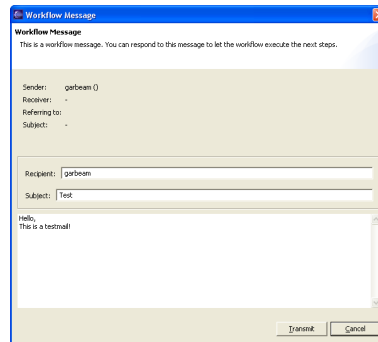 Workflow Message
Workflow Message
This is a workflow message. You can respond to this message to let the workflow execute the next steps.
Sender: garbeam ()
Receiver: -
Referring to:
Subject: -
Recipient: garbeam
Subject: Test
Hello,
This is a testmail!
Transmit Cancel